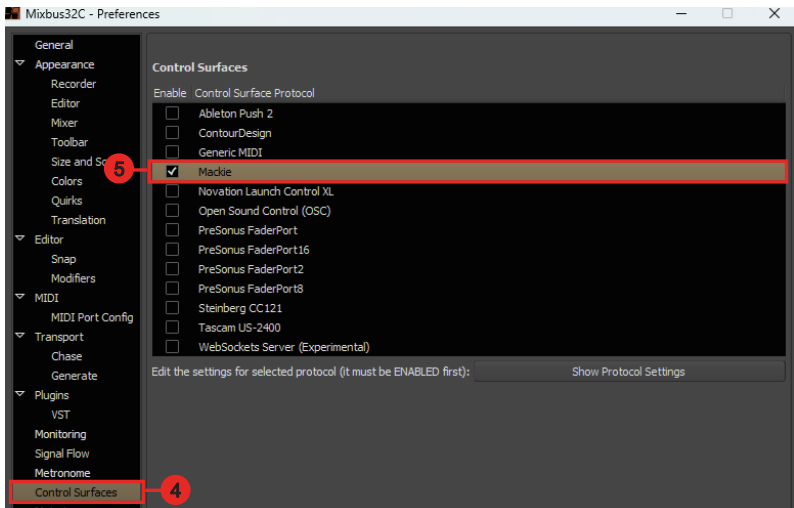 Mixbus32C - Preferences
General
Appearance
Recorder
Editor
Mixer
Toolbar
Size and
Colors
Quirks
Translation
Editor
Snap
Modifiers
MIDI
MIDI Port Config
Transport
Chase
Generate
Plugins
VST
Monitoring
Signal Flow
Metronome
Control Surfaces
4
5
Control Surfaces
Enable Control Surface Protocol
Ableton Push 2
ContourDesign
Generic MIDI
Mackie
Novation Launch Control XL
Open Sound Control (OSC)
PreSonus FaderPort
PreSonus FaderPort16
PreSonus FaderPort2
PreSonus FaderPort8
Steinberg CC121
Tascam US-2400
WebSockets Server (Experimental)
Edit the settings for selected protocol (it must be ENABLED first): Show Protocol Settings